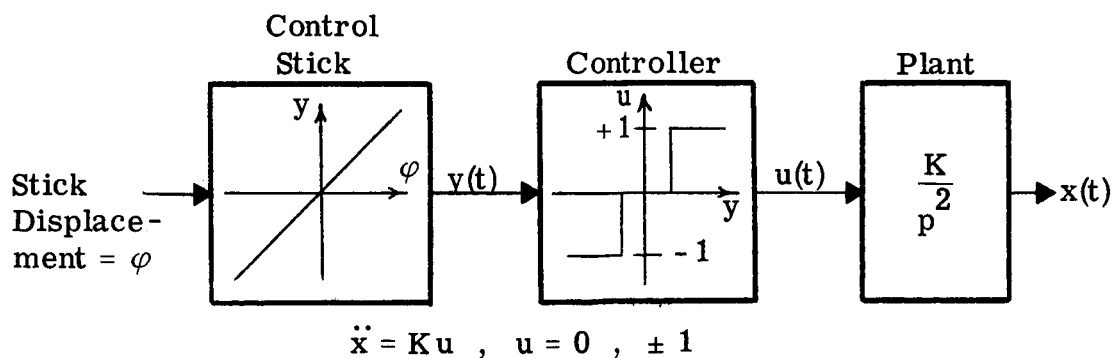 Control
Stick
Controller
Plant
y
φ
u
+1
y
-1
Stick
Displace-
ment = φ
y(t)
u(t)
K
p²
x(t)
ẍ = Ku , u = 0 , ± 1